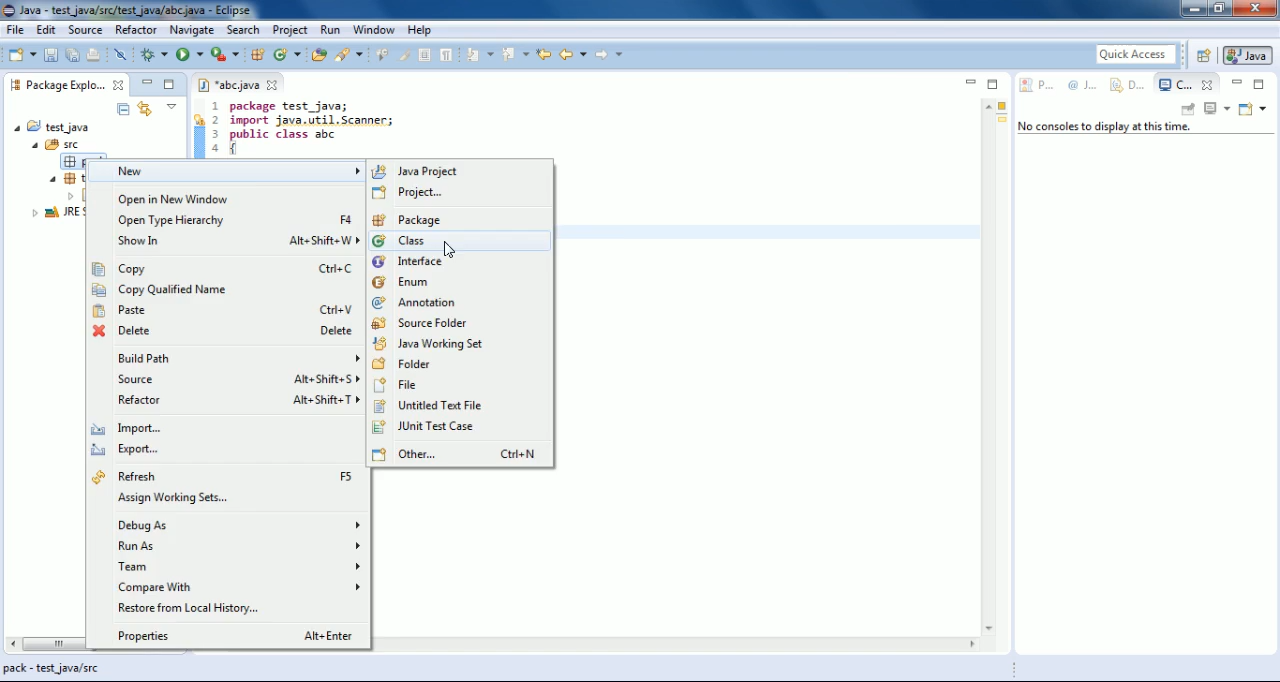 Java - test_java/src/test_java/abc.java - Eclipse
File Edit Source Refactor Navigate Search Project Run Window Help
Quick Access Java
Package Explo... *abc.java P... @ J... D... C...
1 package test_java;
2 import java.util.Scanner;
3 public class abc
4 {
No consoles to display at this time.
test_java
src
JRE S
New
Open in New Window
Open Type Hierarchy F4
Show In Alt+Shift+W
Copy Ctrl+C
Copy Qualified Name
Paste Ctrl+V
Delete Delete
Build Path
Source Alt+Shift+S
Refactor Alt+Shift+T
Import...
Export...
Refresh F5
Assign Working Sets...
Debug As
Run As
Team
Compare With
Restore from Local History...
Properties Alt+Enter
Java Project
Project...
Package
Class
Interface
Enum
Annotation
Source Folder
Java Working Set
Folder
File
Untitled Text File
JUnit Test Case
Other... Ctrl+N
pack - test_java/src